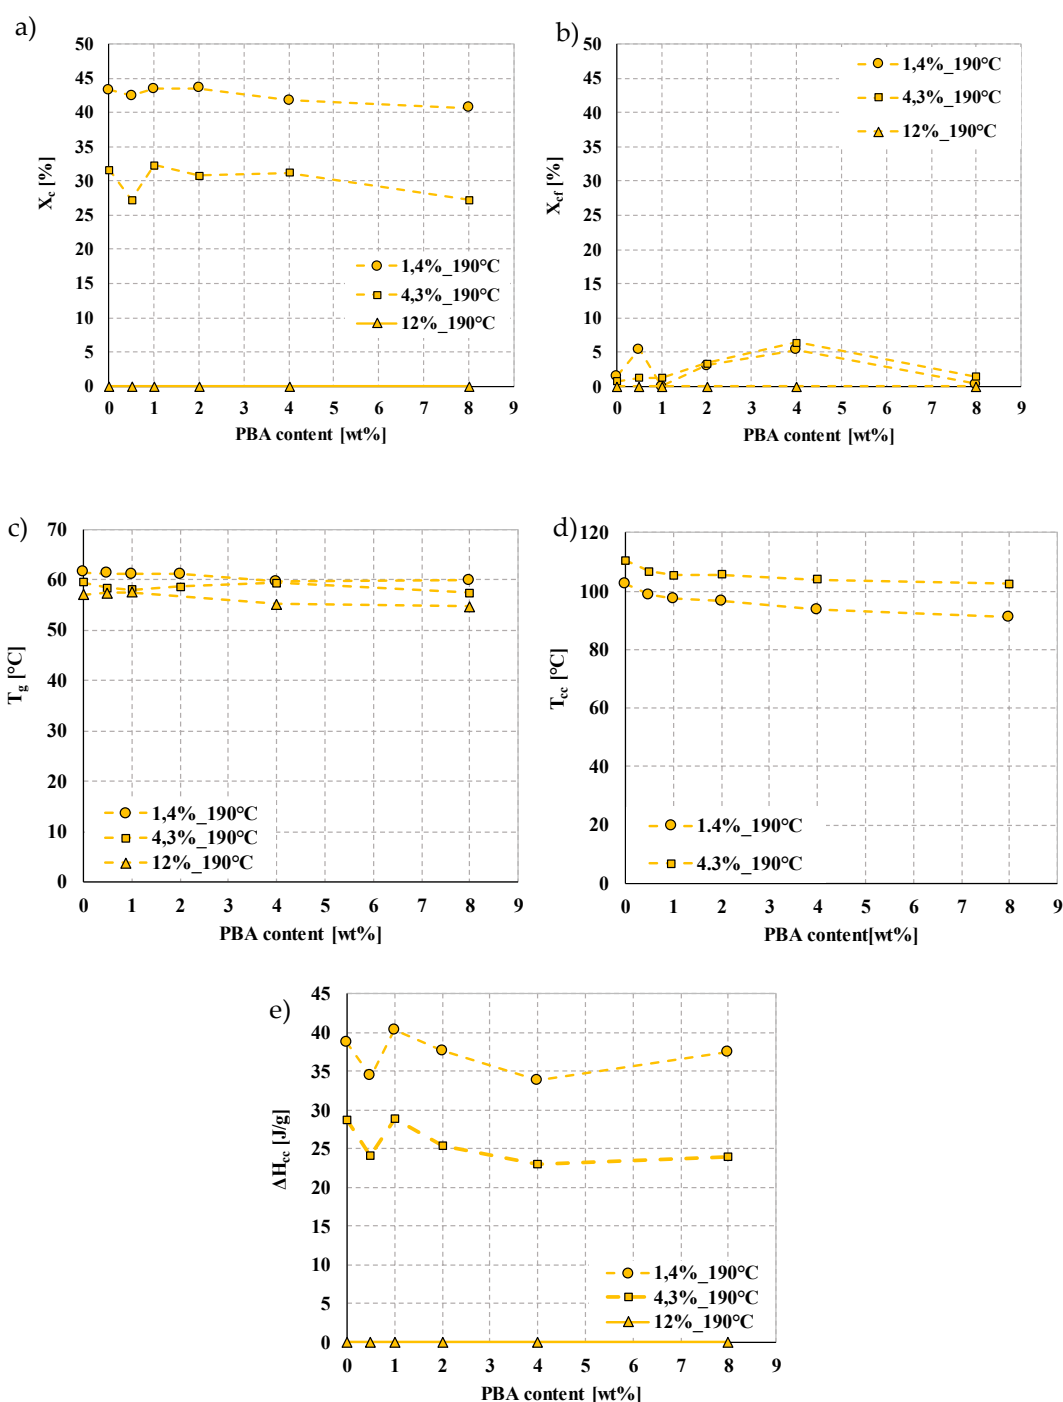 a)
50
45
40
35
30
25
20
15
10
5
0
X_c [%]
1,4%_190°C
4,3%_190°C
12%_190°C
0 1 2 3 4 5 6 7 8 9
PBA content [wt%]
b)
50
45
40
35
30
25
20
15
10
5
0
X_cf [%]
1,4%_190°C
4,3%_190°C
12%_190°C
0 1 2 3 4 5 6 7 8 9
PBA content [wt%]
c)
70
60
50
40
30
20
10
0
T_g [°C]
1,4%_190°C
4,3%_190°C
12%_190°C
0 1 2 3 4 5 6 7 8 9
PBA content [wt%]
d)
120
100
80
60
40
20
0
T_cc [°C]
1.4%_190°C
4.3%_190°C
0 1 2 3 4 5 6 7 8 9
PBA content[wt%]
e)
45
40
35
30
25
20
15
10
5
0
ΔH_cc [J/g]
1,4%_190°C
4,3%_190°C
12%_190°C
0 1 2 3 4 5 6 7 8 9
PBA content [wt%]